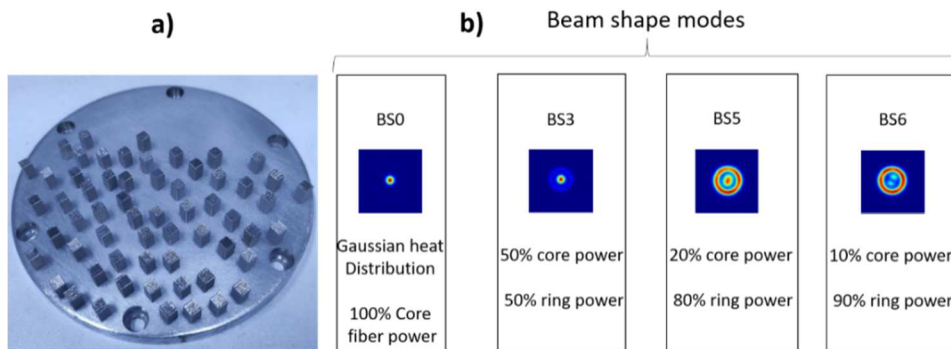 a)
b)
Beam shape modes
BS0
Gaussian heat
Distribution
100% Core
fiber power
BS3
50% core power
50% ring power
BS5
20% core power
80% ring power
BS6
10% core power
90% ring power